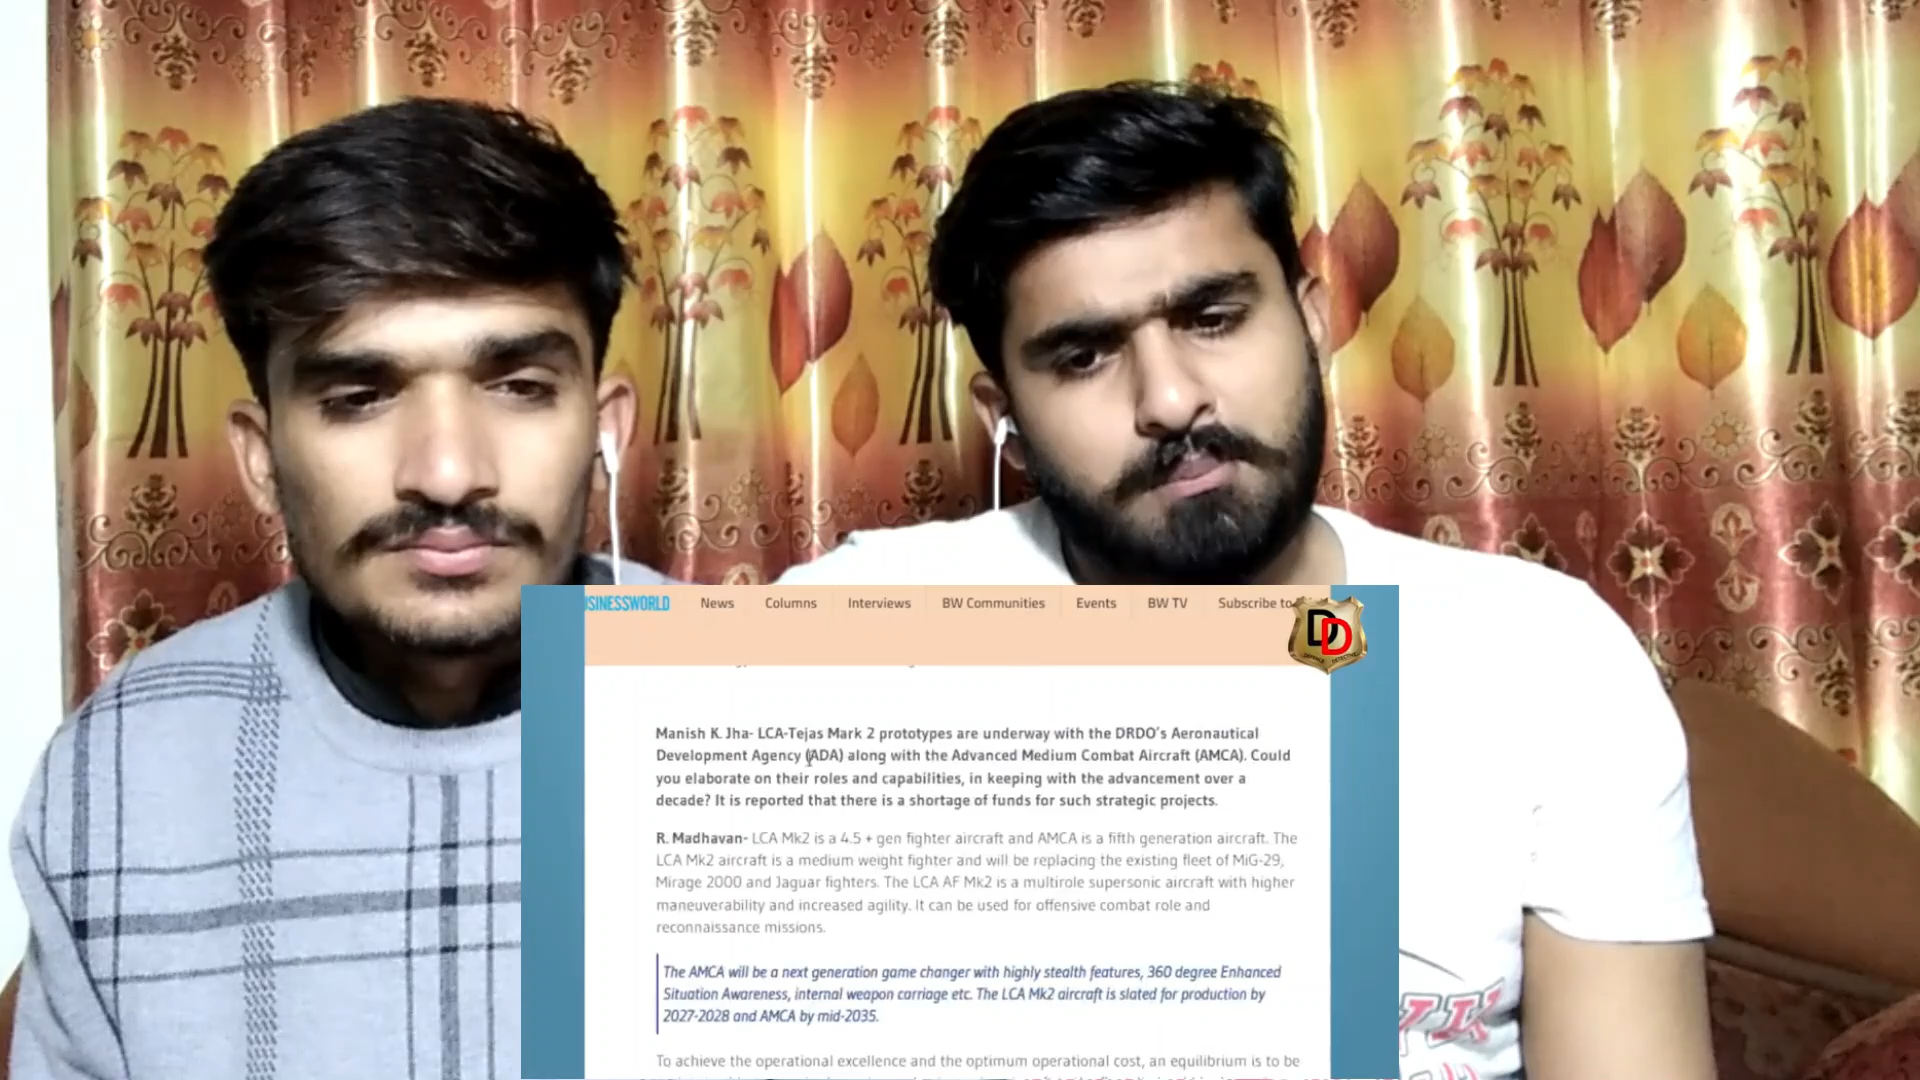 SINESSWORLD News Columns Interviews BW Communities Events BW TV Subscribe to
DD
DEFENCE DETECTIVE
Manish K. Jha- LCA-Tejas Mark 2 prototypes are underway with the DRDO's Aeronautical
Development Agency (ADA) along with the Advanced Medium Combat Aircraft (AMCA). Could
you elaborate on their roles and capabilities, in keeping with the advancement over a
decade? It is reported that there is a shortage of funds for such strategic projects.
R. Madhavan- LCA Mk2 is a 4.5 + gen fighter aircraft and AMCA is a fifth generation aircraft. The
LCA Mk2 aircraft is a medium weight fighter and will be replacing the existing fleet of MiG-29,
Mirage 2000 and Jaguar fighters. The LCA AF Mk2 is a multirole supersonic aircraft with higher
maneuverability and increased agility. It can be used for offensive combat role and
reconnaissance missions.
The AMCA will be a next generation game changer with highly stealth features, 360 degree Enhanced
Situation Awareness, internal weapon carriage etc. The LCA Mk2 aircraft is slated for production by
2027-2028 and AMCA by mid-2035.
To achieve the operational excellence and the optimum operational cost, an equilibrium is to be